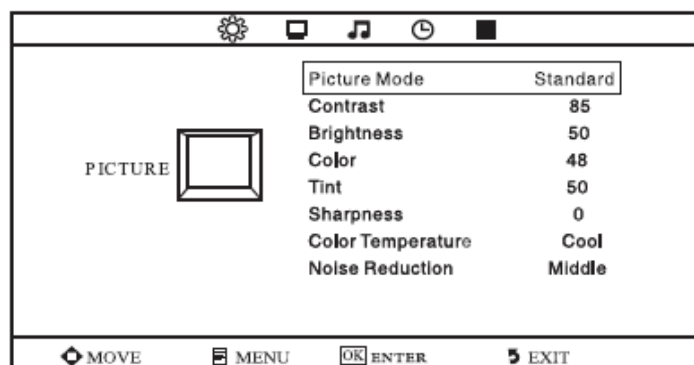 Picture Mode Standard
Contrast 85
Brightness 50
Color 48
PICTURE
Tint 50
Sharpness 0
Color Temperature Cool
Noise Reduction Middle
MOVE MENU OK ENTER EXIT